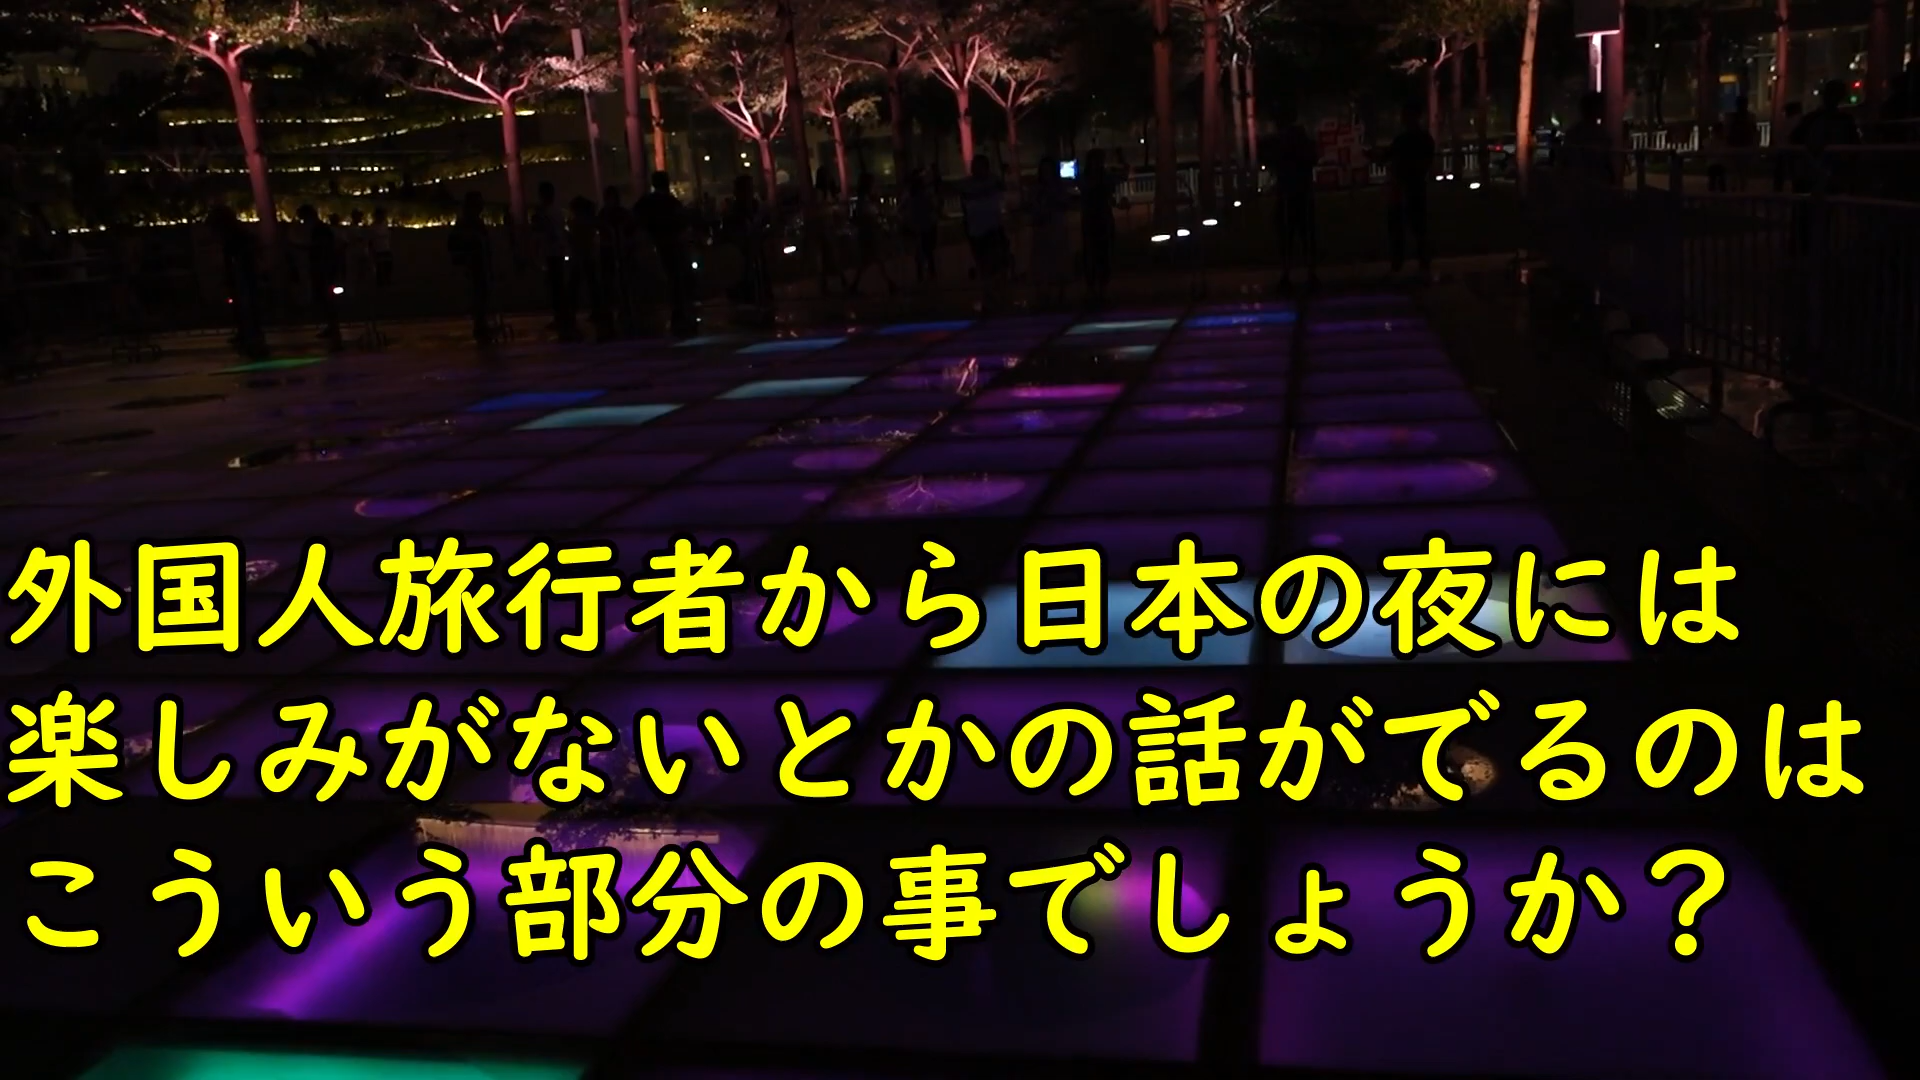 外国人旅行者から日本の夜には
楽しみがないとかの話がでるのは
こういう部分の事でしょうか？